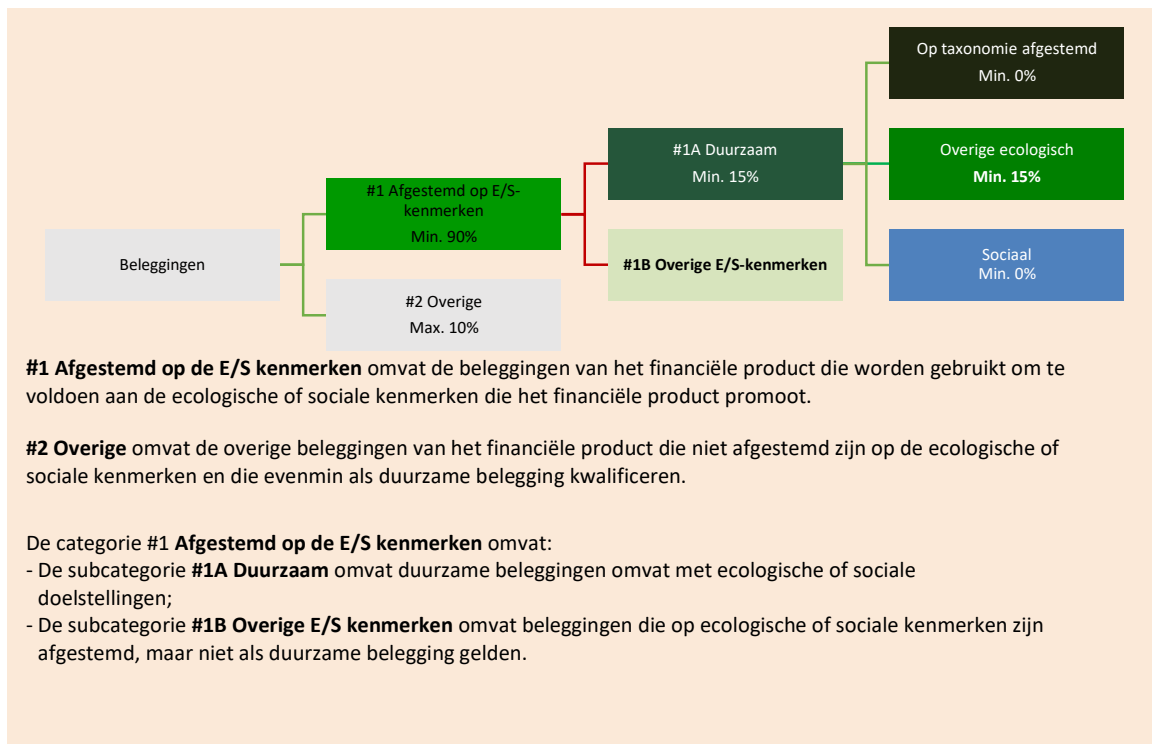 Op taxonomie afgestemd
Min. 0%
#1A Duurzaam
Min. 15%
Overige ecologisch
Min. 15%
#1 Afgestemd op E/S-
kenmerken
Min. 90%
Beleggingen
#1B Overige E/S-kenmerken
Sociaal
Min. 0%
#2 Overige
Max. 10%
#1 Afgestemd op de E/S kenmerken omvat de beleggingen van het financiële product die worden gebruikt om te
voldoen aan de ecologische of sociale kenmerken die het financiële product promoot.
#2 Overige omvat de overige beleggingen van het financiële product die niet afgestemd zijn op de ecologische of
sociale kenmerken en die evenmin als duurzame belegging kwalificeren.
De categorie #1 Afgestemd op de E/S kenmerken omvat:
- De subcategorie #1A Duurzaam omvat duurzame beleggingen omvat met ecologische of sociale
doelstellingen;
- De subcategorie #1B Overige E/S kenmerken omvat beleggingen die op ecologische of sociale kenmerken zijn
afgestemd, maar niet als duurzame belegging gelden.